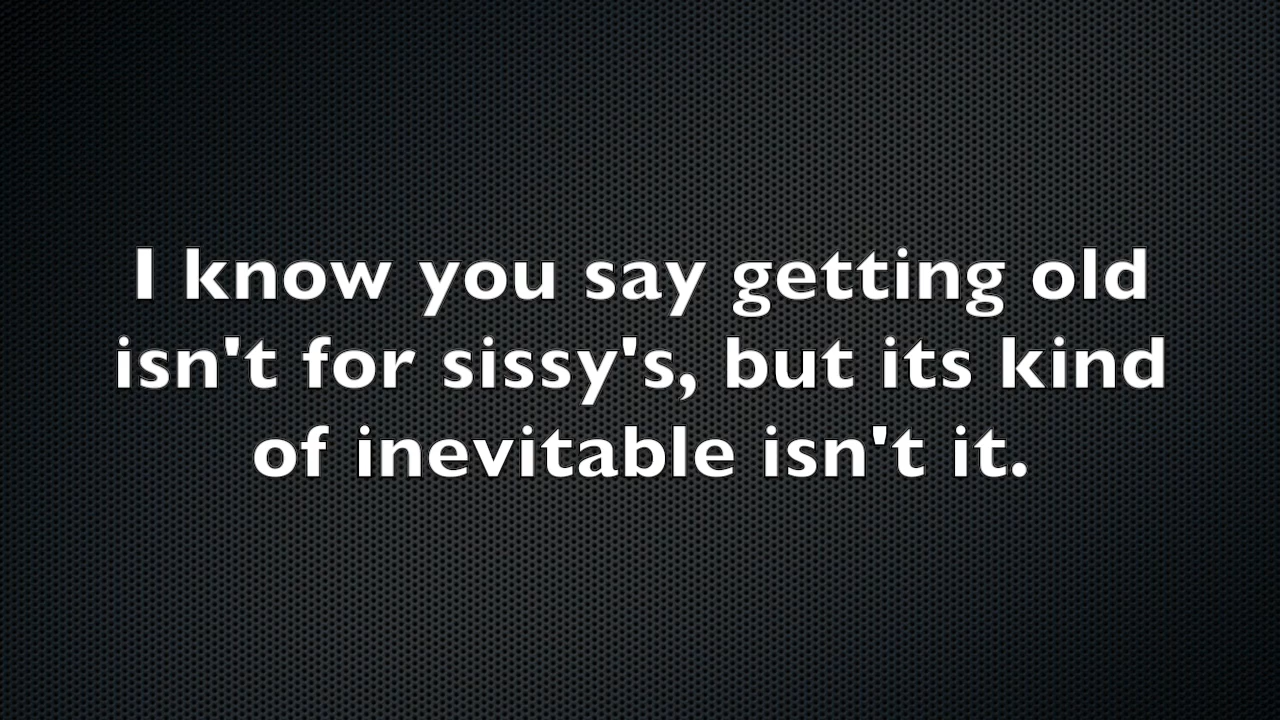 I know you say getting old
isn't for sissy's, but its kind
of inevitable isn't it.